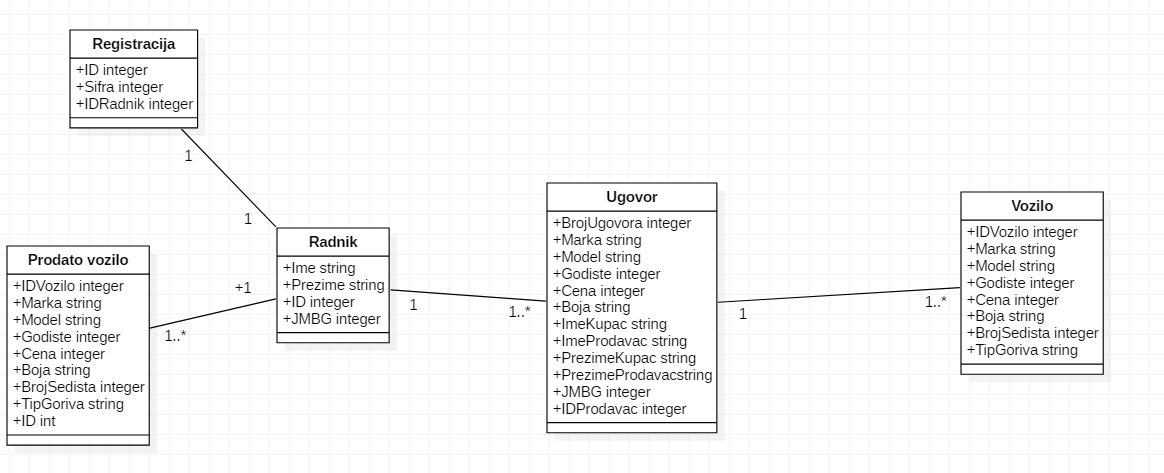 Registracija
+ID integer
+Sifra integer
+IDRadnik integer
1
1
Prodato vozilo
+IDVozilo integer
+Marka string
+Model string
+Godiste integer
+Cena integer
+Boja string
+BrojSedista integer
+TipGoriva string
+ID int
+1
1..*
Radnik
+Ime string
+Prezime string
+ID integer
+JMBG integer
1
1..*
Ugovor
+BrojUgovora integer
+Marka string
+Model string
+Godiste integer
+Cena integer
+Boja string
+ImeKupac string
+ImeProdavac string
+PrezimeKupac string
+PrezimeProdavacstring
+JMBG integer
+IDProdavac integer
1
1..*
Vozilo
+IDVozilo integer
+Marka string
+Model string
+Godiste integer
+Cena integer
+Boja string
+BrojSedista integer
+TipGoriva string